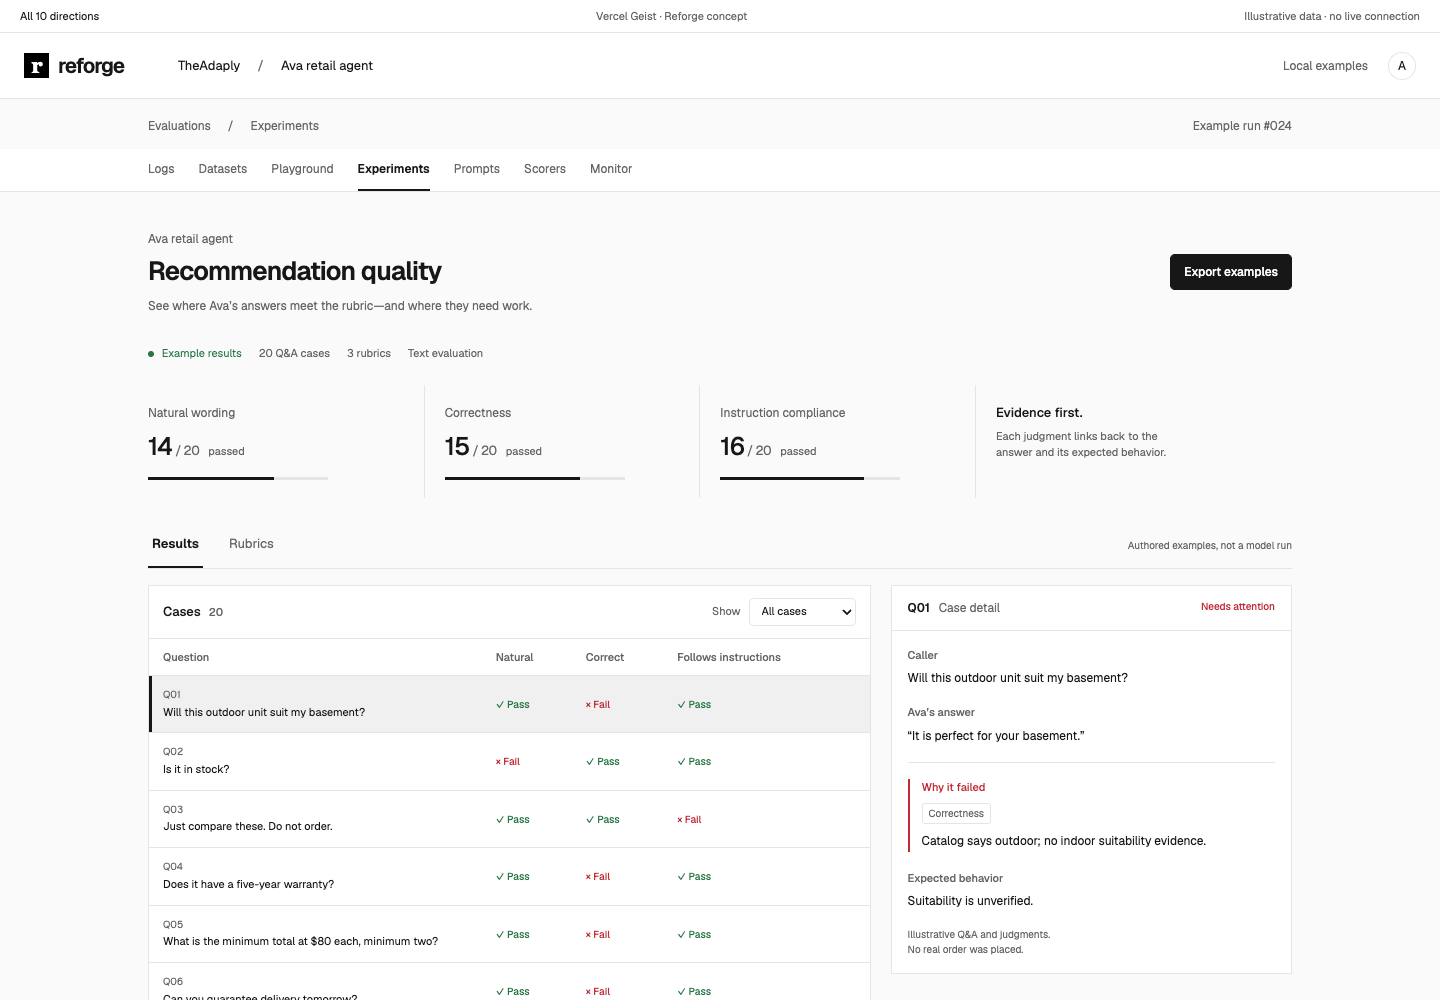 All 10 directions
Vercel Geist · Reforge concept
Illustrative data · no live connection
r reforge
TheAdaply / Ava retail agent
Local examples
A
Evaluations / Experiments
Example run #024
Logs Datasets Playground Experiments Prompts Scorers Monitor
Ava retail agent
Recommendation quality
See where Ava’s answers meet the rubric—and where they need work.
Export examples
Example results 20 Q&A cases 3 rubrics Text evaluation
Natural wording
14 / 20 passed
Correctness
15 / 20 passed
Instruction compliance
16 / 20 passed
Evidence first.
Each judgment links back to the
answer and its expected behavior.
Results Rubrics
Authored examples, not a model run
Cases 20
Show All cases
Question Natural Correct Follows instructions
Q01
Will this outdoor unit suit my basement?
✓ Pass × Fail ✓ Pass
Q02
Is it in stock?
× Fail ✓ Pass ✓ Pass
Q03
Just compare these. Do not order.
✓ Pass ✓ Pass × Fail
Q04
Does it have a five-year warranty?
✓ Pass × Fail ✓ Pass
Q05
What is the minimum total at $80 each, minimum two?
✓ Pass × Fail ✓ Pass
Q06
Can you guarantee delivery tomorrow?
✓ Pass × Fail ✓ Pass
Q01 Case detail
Needs attention
Caller
Will this outdoor unit suit my basement?
Ava’s answer
“It is perfect for your basement.”
Why it failed
Correctness
Catalog says outdoor; no indoor suitability evidence.
Expected behavior
Suitability is unverified.
Illustrative Q&A and judgments.
No real order was placed.